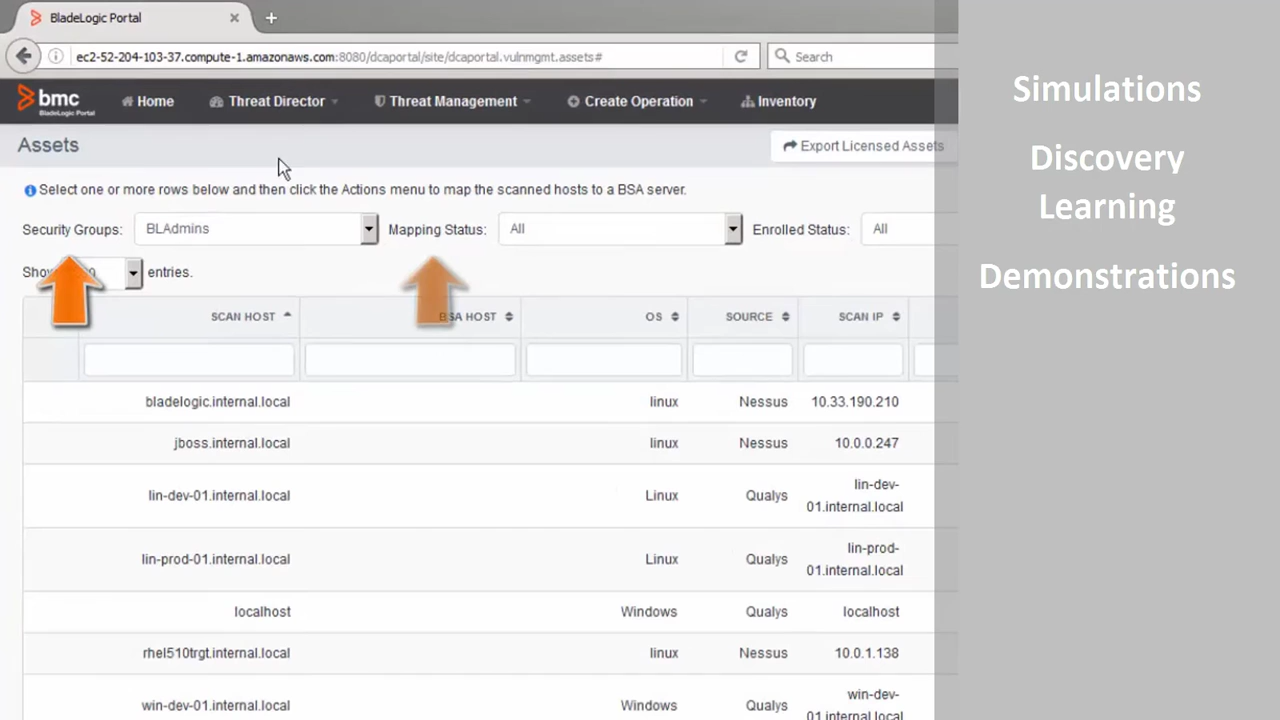 BladeLogic Portal
ec2-52-204-103-37.compute-1.amazonaws.com:8080/dcaportal/site/dcaportal.vulnmgmt.assets#
Search
bmc
BladeLogic Portal
Home
Threat Director
Threat Management
Create Operation
Inventory
Assets
Export Licensed Assets
Select one or more rows below and then click the Actions menu to map the scanned hosts to a BSA server.
Security Groups: BLAdmins Mapping Status: All Enrolled Status: All
entries.
SCAN HOST BSA HOST OS SOURCE SCAN IP
bladelogic.internal.local linux Nessus 10.33.190.210
jboss.internal.local linux Nessus 10.0.0.247
lin-dev-01.internal.local Linux Qualys lin-dev-
01.internal.local
lin-prod-01.internal.local Linux Qualys lin-prod-
01.internal.local
localhost Windows Qualys localhost
rhel510trgt.internal.local linux Nessus 10.0.1.138
win-dev-01.internal.local Windows Qualys win-dev-
01.internal.local
Simulations
Discovery
Learning
Demonstrations